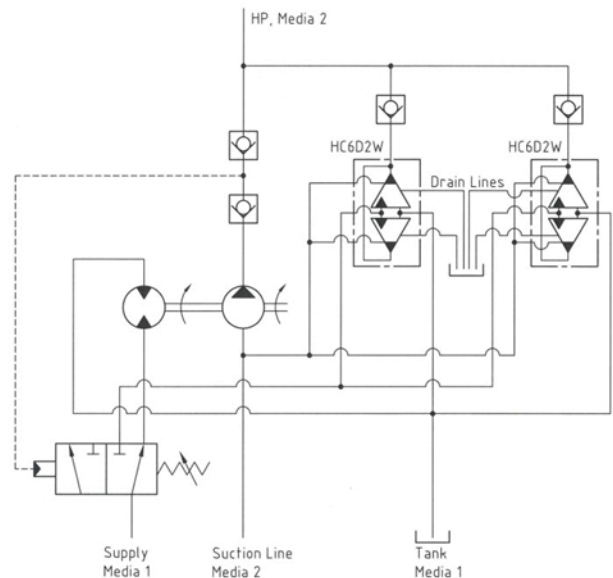 HP, Media 2
HC6D2W
HC6D2W
Drain Lines
Supply
Media 1
Suction Line
Media 2
Tank
Media 1